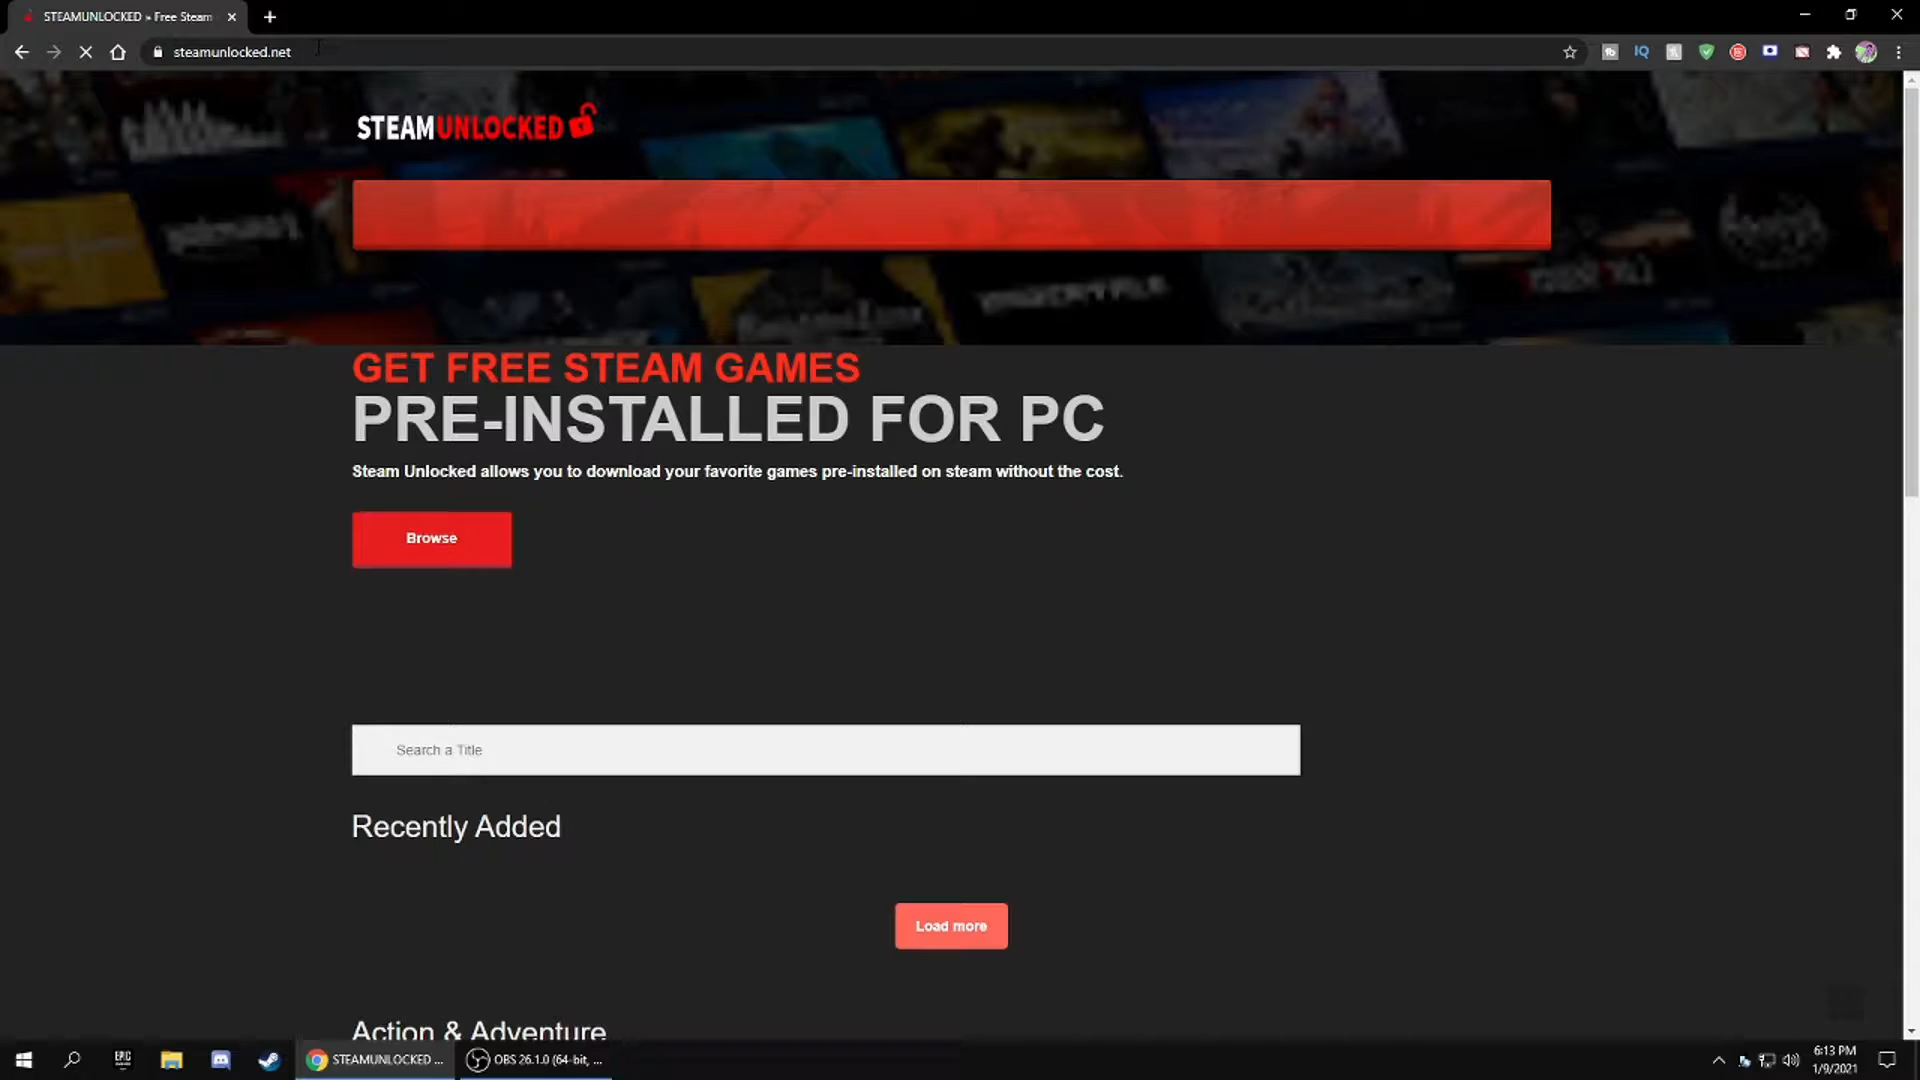 STEAMUNLOCKED » Free Steam
steamunlocked.net
IQ
STEAMUNLOCKED
GET FREE STEAM GAMES
PRE-INSTALLED FOR PC
Steam Unlocked allows you to download your favorite games pre-installed on steam without the cost.
Browse
Search a Title
Recently Added
Load more
Action & Adventure
EPIC
STEAMUNLOCKED ...
OBS 26.1.0 (64-bit, ...
6:13 PM
1/9/2021